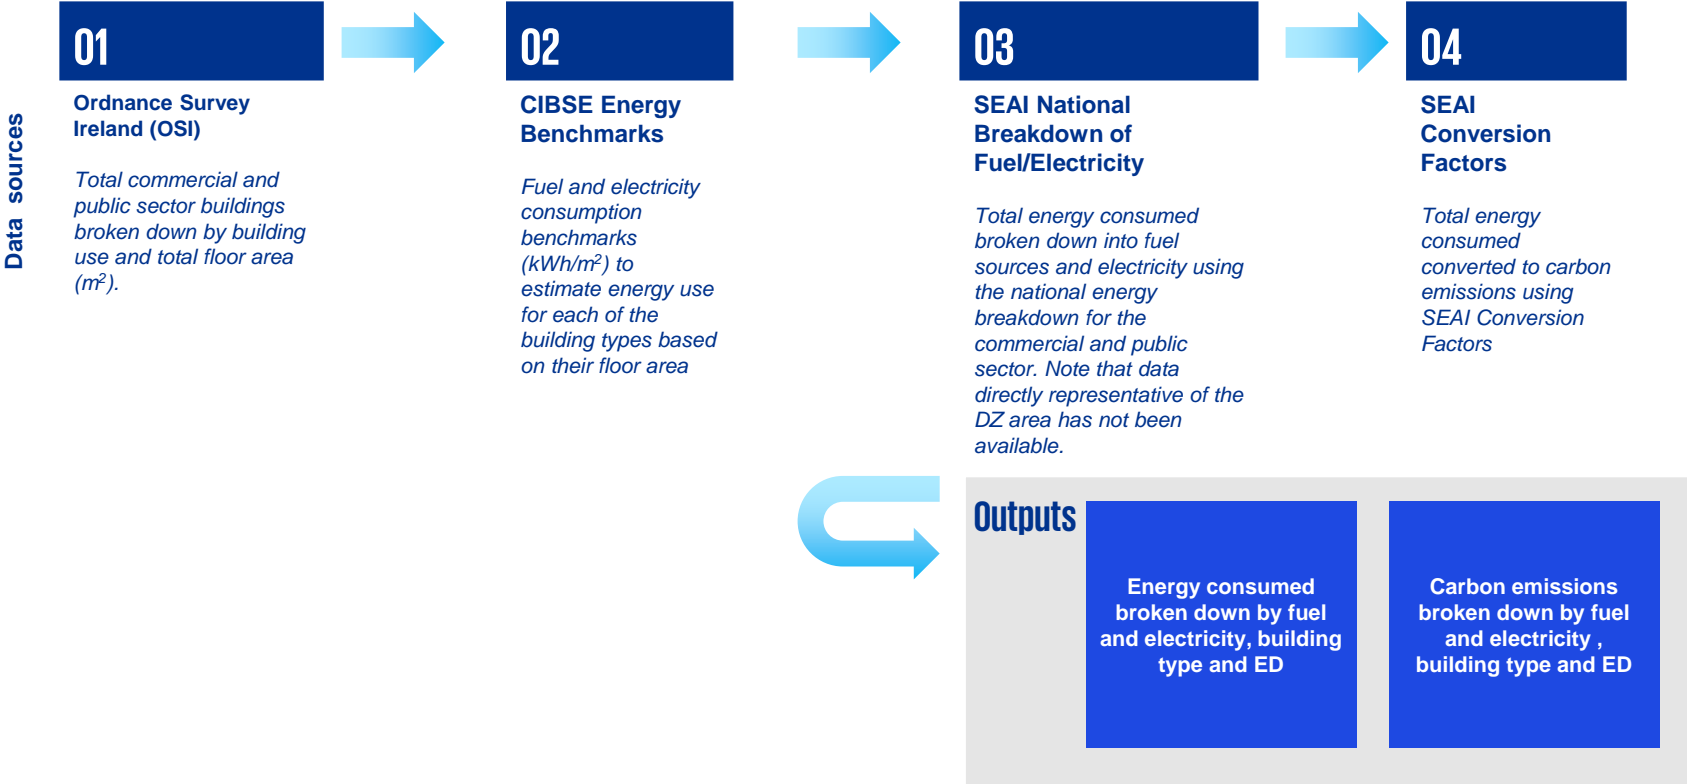 Data sources
01
Ordnance Survey
Ireland (OSI)
Total commercial and
public sector buildings
broken down by building
use and total floor area
(m²).
02
CIBSE Energy
Benchmarks
Fuel and electricity
consumption
benchmarks
(kWh/m²) to
estimate energy use
for each of the
building types based
on their floor area
03
SEAI National
Breakdown of
Fuel/Electricity
Total energy consumed
broken down into fuel
sources and electricity using
the national energy
breakdown for the
commercial and public
sector. Note that data
directly representative of the
DZ area has not been
available.
04
SEAI
Conversion
Factors
Total energy
consumed
converted to carbon
emissions using
SEAI Conversion
Factors
Outputs
Energy consumed
broken down by fuel
and electricity, building
type and ED
Carbon emissions
broken down by fuel
and electricity ,
building type and ED